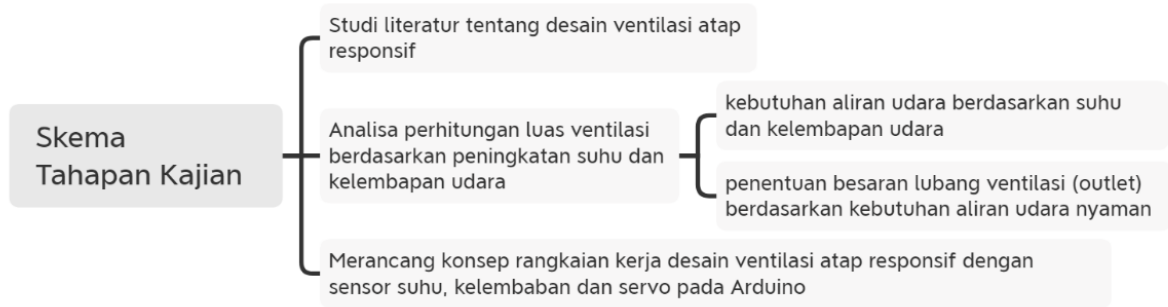 Skema
Tahapan Kajian
Studi literatur tentang desain ventilasi atap
responsif
Analisa perhitungan luas ventilasi
berdasarkan peningkatan suhu dan
kelembapan udara
kebutuhan aliran udara berdasarkan suhu
dan kelembapan udara
penentuan besaran lubang ventilasi (outlet)
berdasarkan kebutuhan aliran udara nyaman
Merancang konsep rangkaian kerja desain ventilasi atap responsif dengan
sensor suhu, kelembaban dan servo pada Arduino